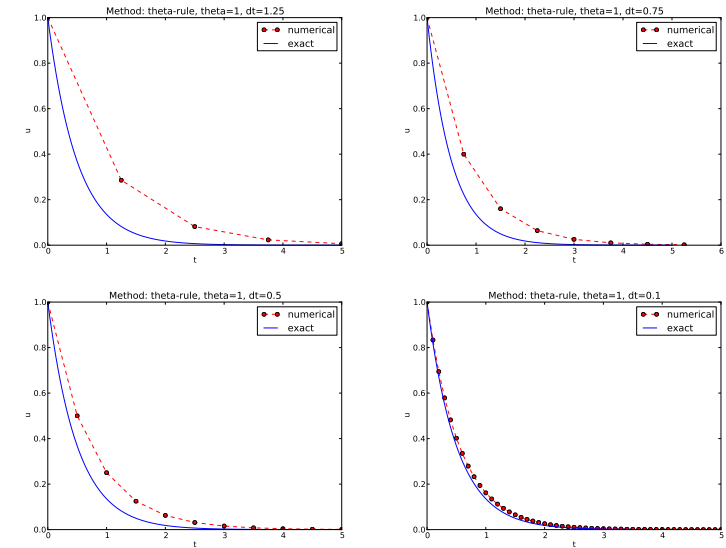 Method: theta-rule, theta=1, dt=1.25
numerical
exact
1.0
0.8
0.6
0.4
0.2
0.0
u
0 1 2 3 4 5
t
Method: theta-rule, theta=1, dt=0.75
numerical
exact
1.0
0.8
0.6
0.4
0.2
0.0
u
0 1 2 3 4 5 6
t
Method: theta-rule, theta=1, dt=0.5
numerical
exact
1.0
0.8
0.6
0.4
0.2
0.0
u
0 1 2 3 4 5
t
Method: theta-rule, theta=1, dt=0.1
numerical
exact
1.0
0.8
0.6
0.4
0.2
0.0
u
0 1 2 3 4 5
t